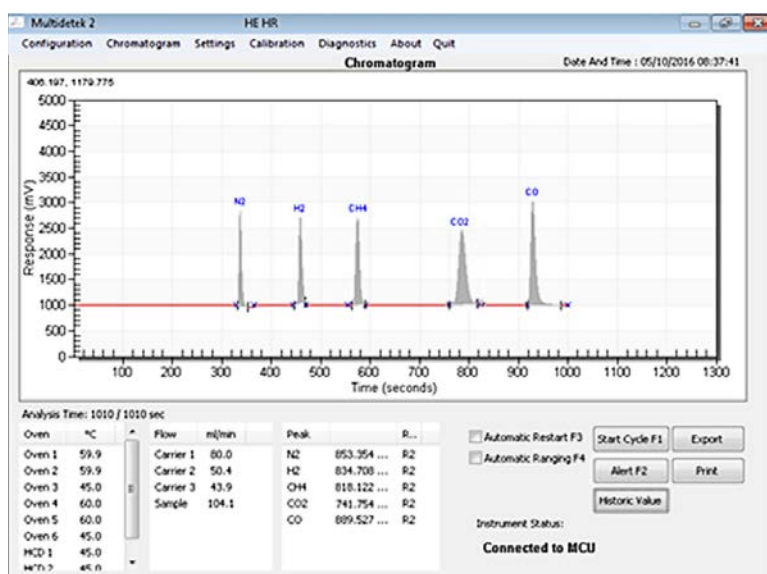 Multidetek 2 HE HR
Configuration Chromatogram Settings Calibration Diagnostics About Quit
Chromatogram Date And Time : 05/10/2016 08:37:41
406.197, 1179.775
5000
4500
4000
3500
3000
2500
2000
1500
1000
500
0
Response (mV)
N2 H2 CH4 CO2 CO
100 200 300 400 500 600 700 800 900 1000 1100 1200 1300
Time (seconds)
Analysis Time: 1010 / 1010 sec
Oven °C
Oven 1 59.9
Oven 2 59.9
Oven 3 45.0
Oven 4 60.0
Oven 5 60.0
Oven 6 45.0
HCD 1 45.0
HCD 2 45.0
Flow ml/min
Carrier 1 80.0
Carrier 2 50.4
Carrier 3 43.9
Sample 104.1
Peak R...
N2 853.354 ... R2
H2 834.708 ... R2
CH4 818.122 ... R2
CO2 741.754 ... R2
CO 889.527 ... R2
Automatic Restart F3
Automatic Ranging F4
Start Cycle F1 Export
Alert F2 Print
Historic Value
Instrument Status:
Connected to MCU